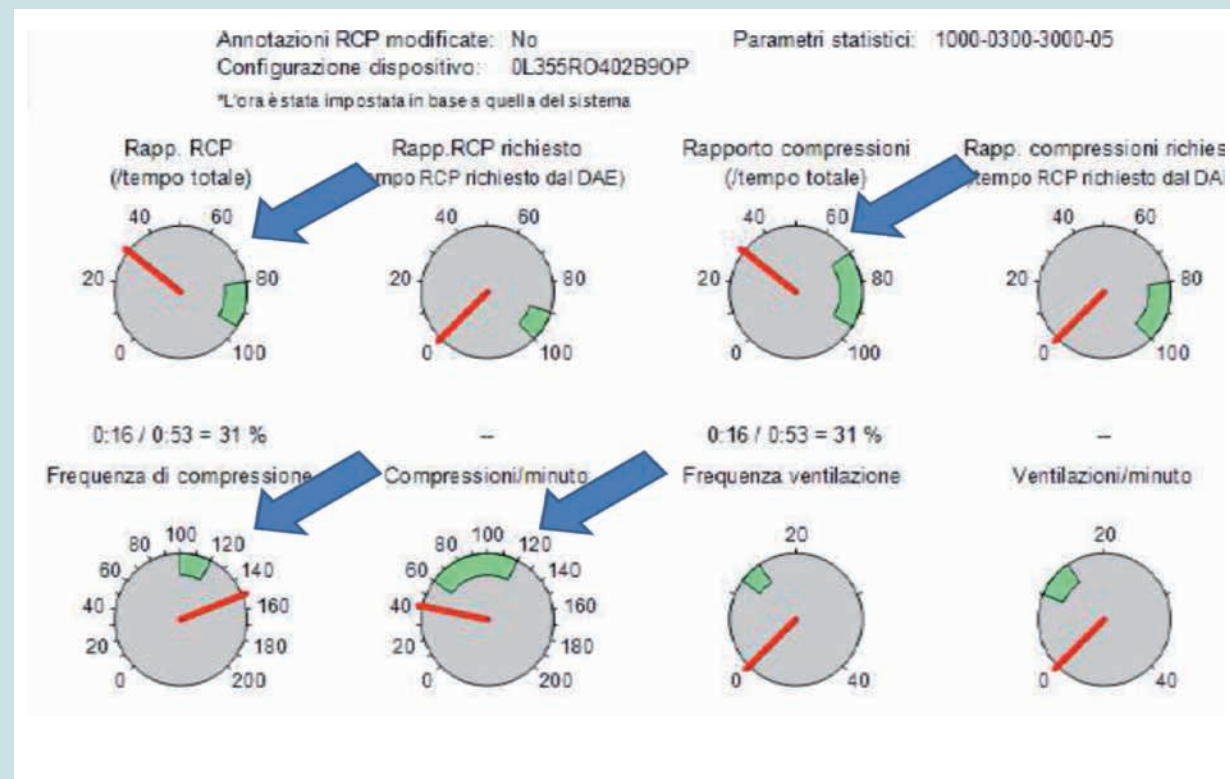 Annotazioni RCP modificate: No
Parametri statistici: 1000-0300-3000-05
Configurazione dispositivo: 0L355RO402B9OP
*L'ora è stata impostata in base a quella del sistema
Rapp. RCP
(/tempo totale)
20 40 60 80
0 100
0:16 / 0:53 = 31 %
Rapp.RCP richiesto
RCP richiesto dal DAE)
20 40 60 80
0 100
--
Rapporto compressioni
(/tempo totale)
20 40 60 80
0 100
0:16 / 0:53 = 31 %
Rapp. compressioni
RCP richiesto dal
20 40 60 80
0 100
--
Frequenza di compressione
0 20 40 60 80 100 120 140 160 180 200
Compressioni/minuto
0 20 40 60 80 100 120 140 160 180 200
Frequenza ventilazione
0 20 40
Ventilazioni/minuto
0 20 40